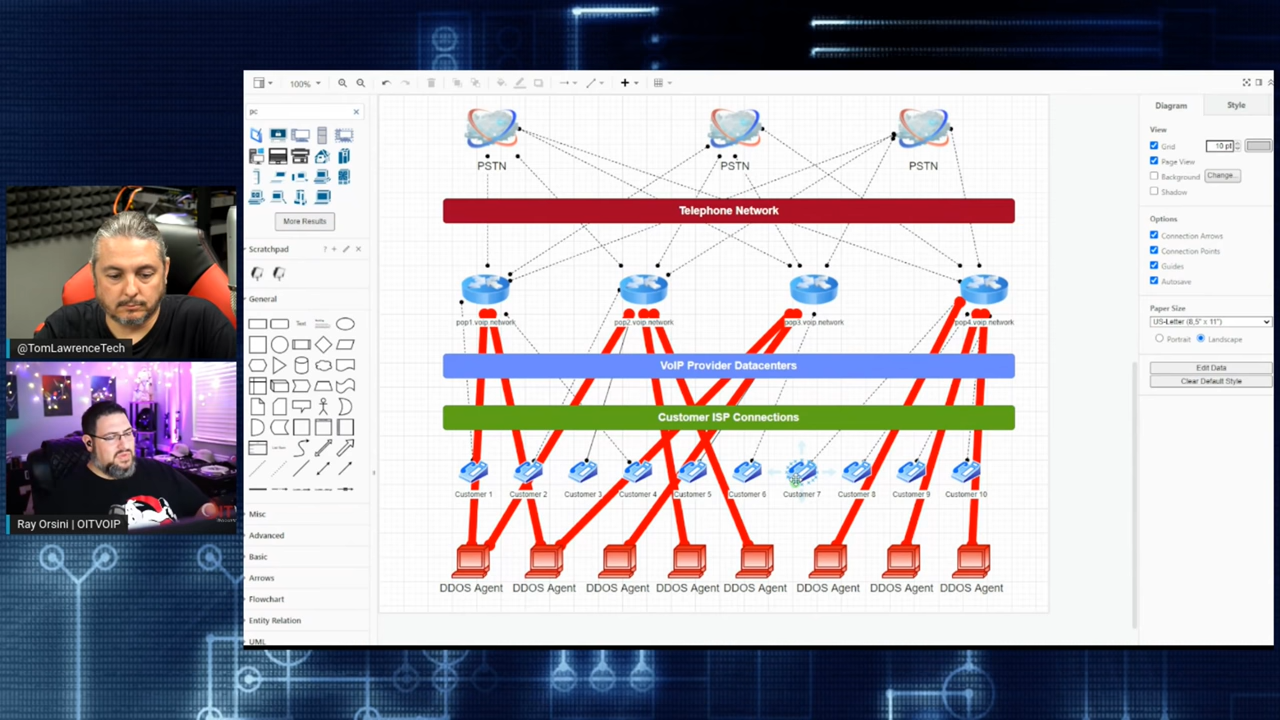 100%
pc
More Results
Scratchpad
General
Text
Misc
Advanced
Basic
Arrows
Flowchart
Entity Relation
UML
PSTN
PSTN
PSTN
Telephone Network
pop1.voip.network
pop2.voip.network
pop3.voip.network
pop4.voip.network
VoIP Provider Datacenters
Customer ISP Connections
Customer 1
Customer 2
Customer 3
Customer 4
Customer 5
Customer 6
Customer 7
Customer 8
Customer 9
Customer 10
DDOS Agent
DDOS Agent
DDOS Agent
DDOS Agent
DDOS Agent
DDOS Agent
DDOS Agent
DDOS Agent
Diagram
Style
View
Grid
10 pt
Page View
Background
Change...
Shadow
Options
Connection Arrows
Connection Points
Guides
Autosave
Paper Size
US-Letter (8,5" x 11")
Portrait
Landscape
Edit Data
Clear Default Style
@TomLawrenceTech
Ray Orsini | OITVOIP